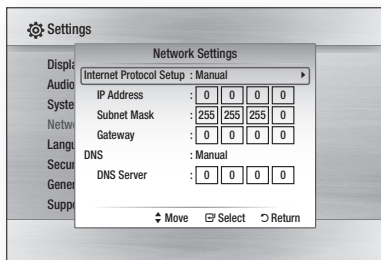 Settings
Network Settings
Displa
Internet Protocol Setup : Manual
Audio
IP Address : 0 0 0 0
Syste
Subnet Mask : 255 255 255 0
Netwo
Gateway : 0 0 0 0
Langu
DNS : Manual
Secur
DNS Server : 0 0 0 0
Gener
Suppo
Move Select Return